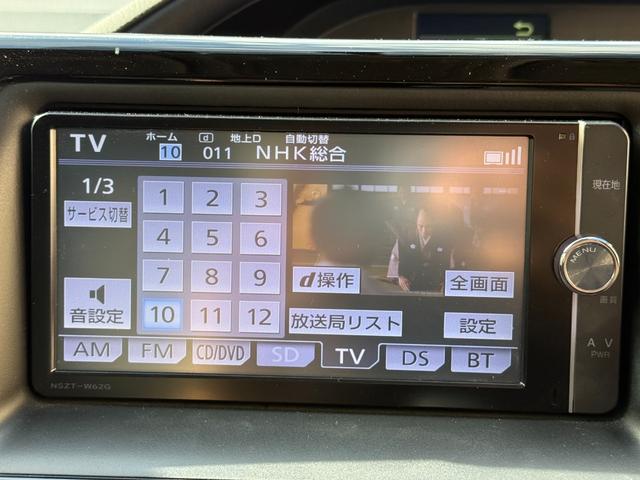 TV ホーム 10 d 地上D 011 自動切替 NHK総合
1/3
サービス切替
1 2 3
4 5 6
7 8 9
10 11 12
音設定
d操作
全画面
放送局リスト
設定
AM FM CD/DVD SD TV DS BT
NSZT-W62G
現在地
MENU
画質
A V
PWR